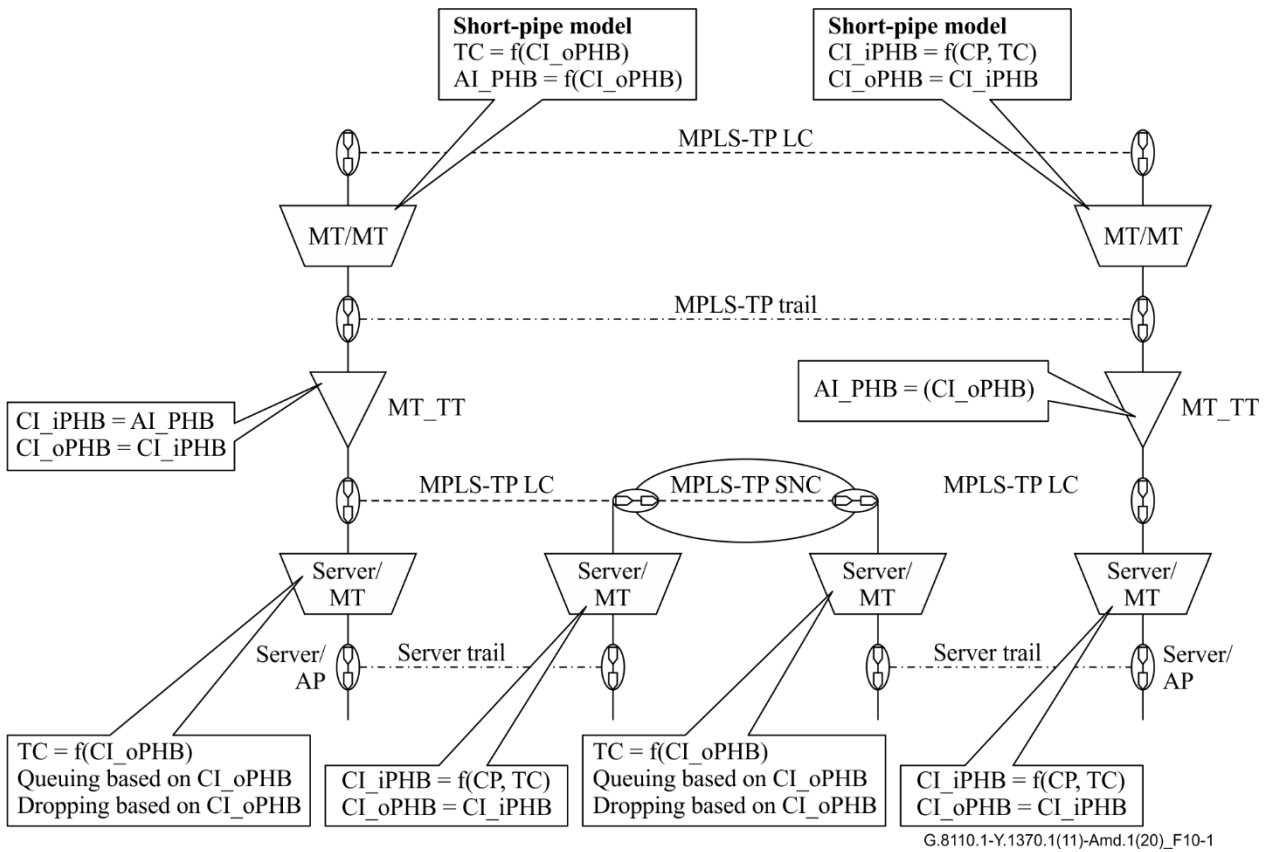 Short-pipe model
TC = f(CI_oPHB)
AI_PHB = f(CI_oPHB)
Short-pipe model
CI_iPHB = f(CP, TC)
CI_oPHB = CI_iPHB
MPLS-TP LC
MT/MT
MT/MT
MPLS-TP trail
CI_iPHB = AI_PHB
CI_oPHB = CI_iPHB
MT_TT
AI_PHB = (CI_oPHB)
MT_TT
MPLS-TP LC
MPLS-TP SNC
MPLS-TP LC
Server/
MT
Server/
MT
Server/
MT
Server/
MT
Server/
AP
Server trail
Server trail
Server/
AP
TC = f(CI_oPHB)
Queuing based on CI_oPHB
Dropping based on CI_oPHB
CI_iPHB = f(CP, TC)
CI_oPHB = CI_iPHB
TC = f(CI_oPHB)
Queuing based on CI_oPHB
Dropping based on CI_oPHB
CI_iPHB = f(CP, TC)
CI_oPHB = CI_iPHB
G.8110.1-Y.1370.1(11)-Amd.1(20)_F10-1